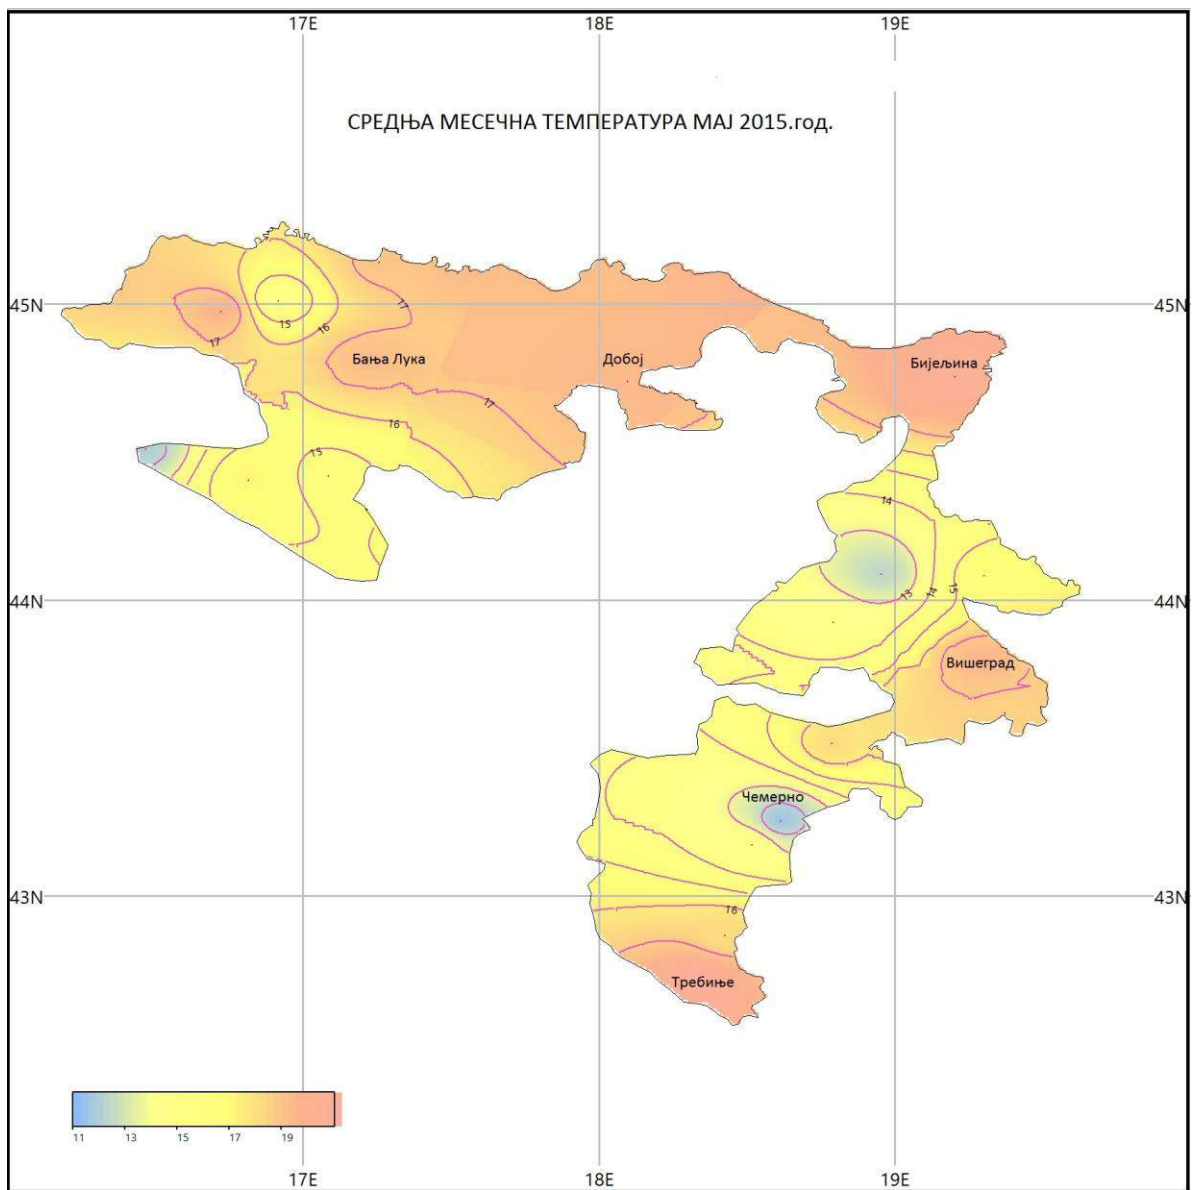 17E 18E 19E
СРЕДЊА МЕСЕЧНА ТЕМПЕРАТУРА МАЈ 2015.год.
45N 45N
17
15
16
17
Бања Лука
Добој
Бијељина
17
16
15
14
44N 44N
13
14
15
Вишеград
Чемерно
43N 43N
16
Требиње
11 13 15 17 19
17E 18E 19E